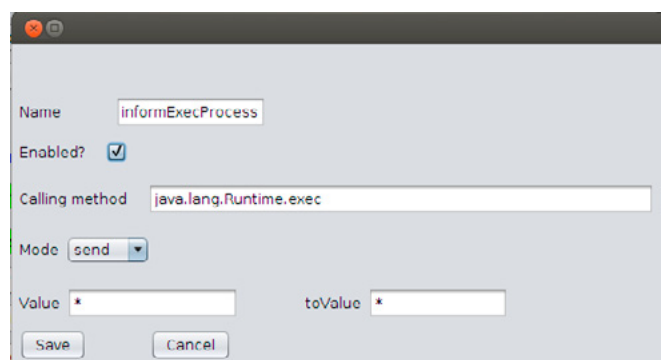 Name informExecProcess
Enabled?
Calling method java.lang.Runtime.exec
Mode send
Value * toValue *
Save Cancel